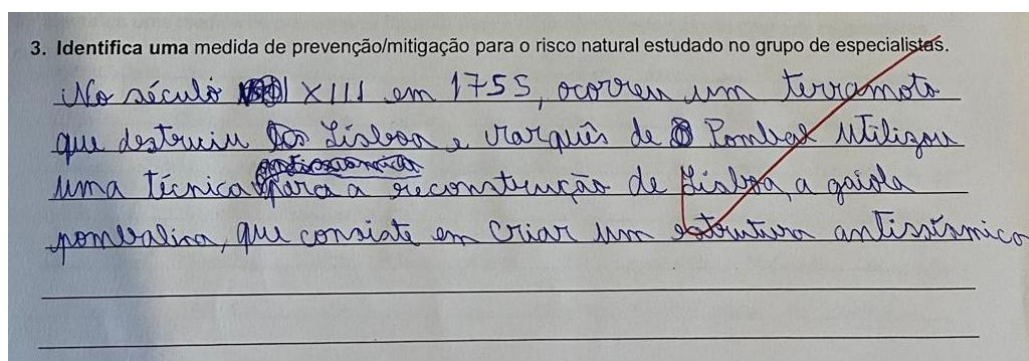 3. Identifica uma medida de prevenção/mitigação para o risco natural estudado no grupo de especialistas.
No século XIII em 1755, ocorreu um terramoto
que destruiu Lisboa e Marquês de Pombal utilizou
uma técnica para a reconstrução de Lisboa, a gaiola
pombalina, que consiste em criar um estrutura antissísmica